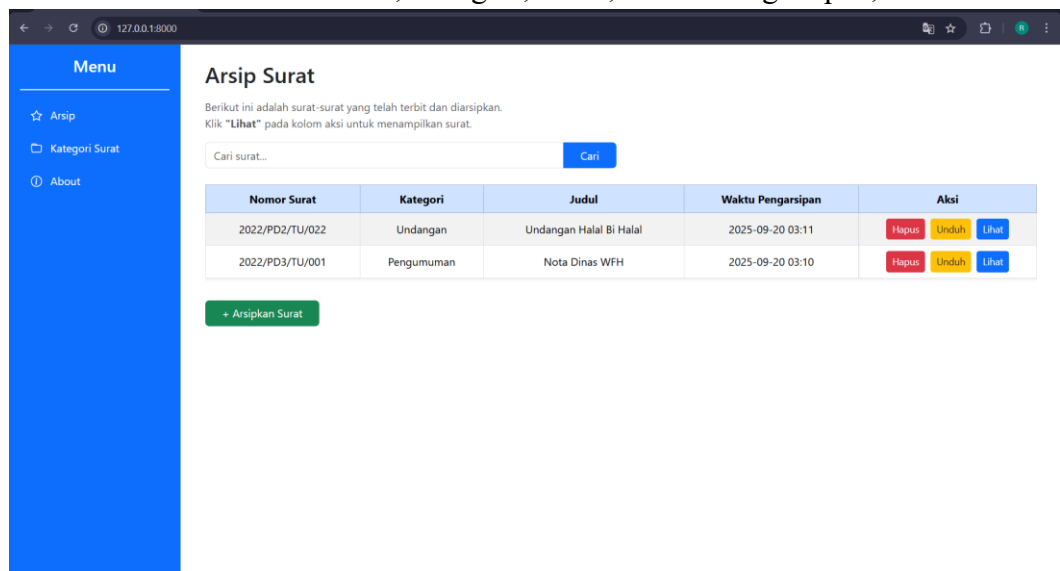 127.0.0.1:8000
R
Menu
Arsip
Kategori Surat
About
Arsip Surat
Berikut ini adalah surat-surat yang telah terbit dan diarsipkan.
Klik "Lihat" pada kolom aksi untuk menampilkan surat.
Cari surat... Cari
Nomor Surat Kategori Judul Waktu Pengarsipan Aksi
2022/PD2/TU/022 Undangan Undangan Halal Bi Halal 2025-09-20 03:11 Hapus Unduh Lihat
2022/PD3/TU/001 Pengumuman Nota Dinas WFH 2025-09-20 03:10 Hapus Unduh Lihat
+ Arsipkan Surat